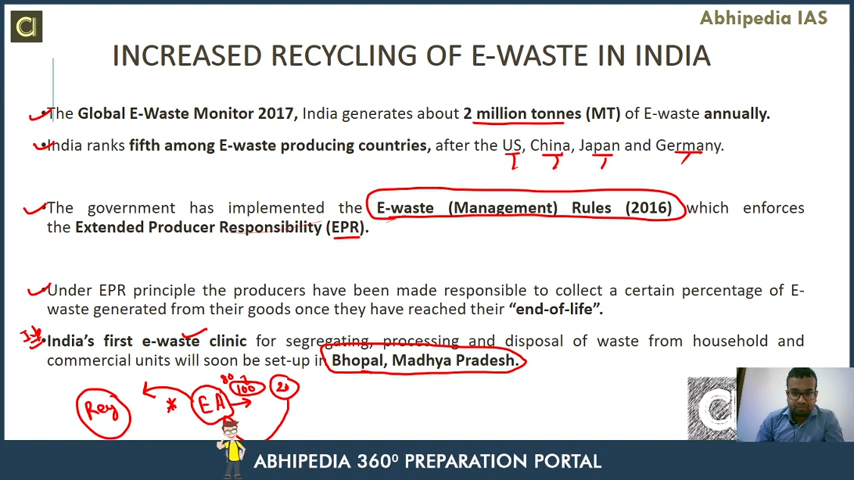 Abhipedia IAS
a
INCREASED RECYCLING OF E-WASTE IN INDIA
•The Global E-Waste Monitor 2017, India generates about 2 million tonnes (MT) of E-waste annually.
•India ranks fifth among E-waste producing countries, after the US, China, Japan and Germany.
•The government has implemented the E-waste (Management) Rules (2016) which enforces
the Extended Producer Responsibility (EPR).
•Under EPR principle the producers have been made responsible to collect a certain percentage of E-
waste generated from their goods once they have reached their “end-of-life”.
•India's first e-waste clinic for segregating, processing and disposal of waste from household and
commercial units will soon be set-up in Bhopal, Madhya Pradesh.
80 100 20
Rey EA
ABHIPEDIA 360⁰ PREPARATION PORTAL